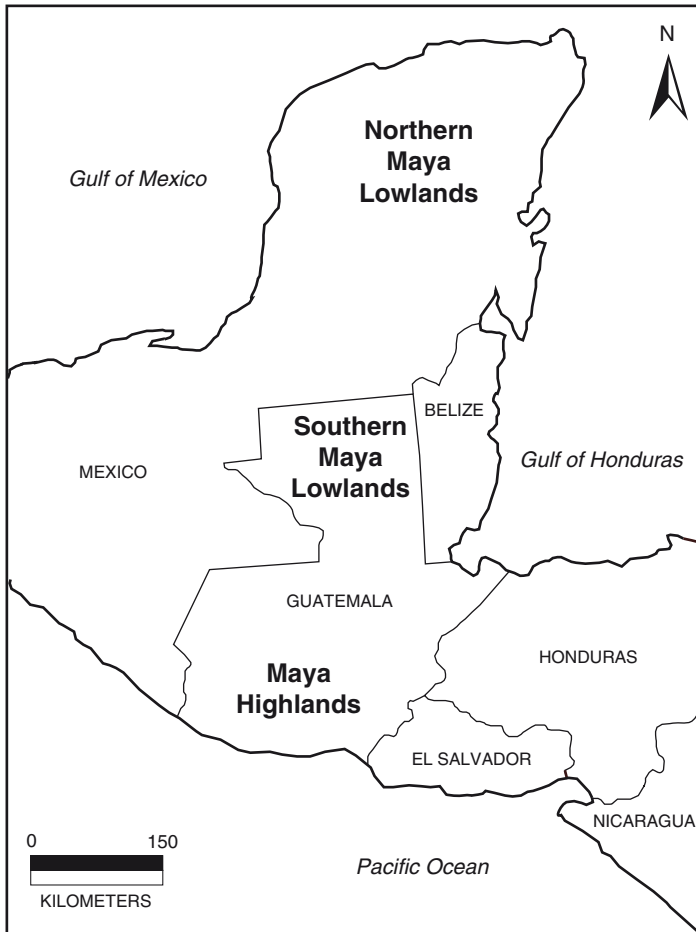 N
Northern
Maya
Lowlands
Gulf of Mexico
BELIZE
Southern
Maya
Lowlands
Gulf of Honduras
MEXICO
GUATEMALA
HONDURAS
Maya
Highlands
EL SALVADOR
NICARAGUA
0 150
KILOMETERS
Pacific Ocean